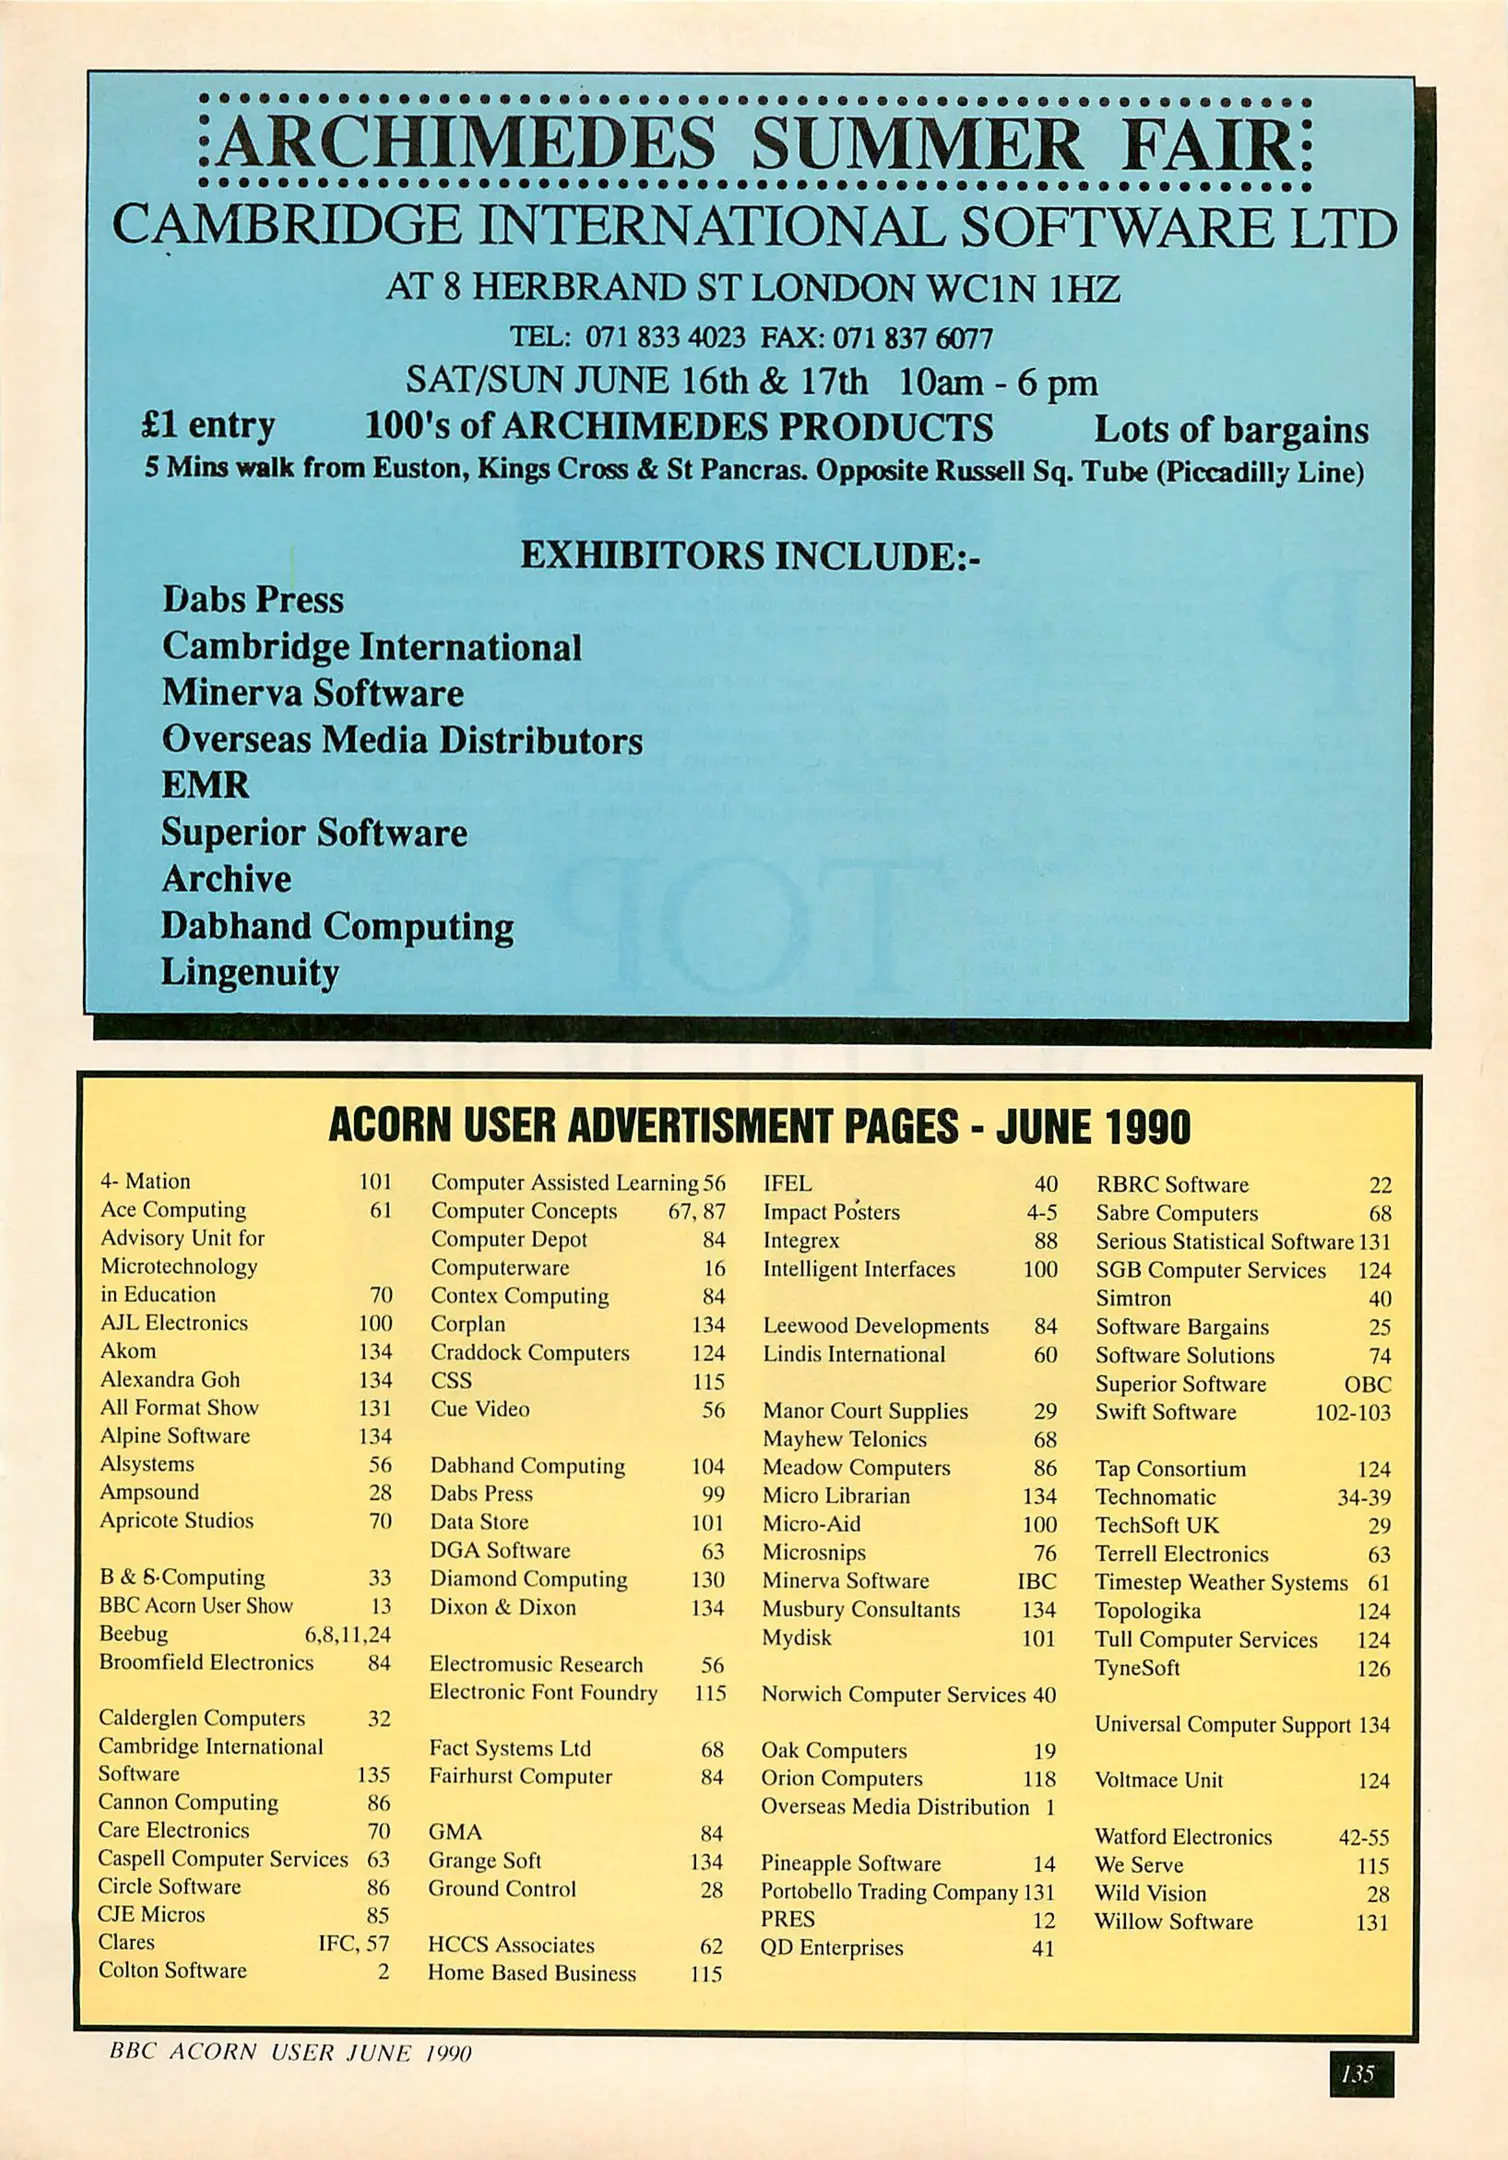 ARCHIMEDES SUMMER FAIR
CAMBRIDGE INTERNATIONAL SOFTWARE LTD
AT 8 HERBRAND ST LONDON WC1N 1HZ
TEL: 071 833 4023 FAX: 071 837 6077
SAT/SUN JUNE 16th & 17th 10am - 6 pm
£1 entry 100's of ARCHIMEDES PRODUCTS Lots of bargains
5 Mins walk from Euston, Kings Cross & St Pancras. Opposite Russell Sq. Tube (Piccadilly Line)
EXHIBITORS INCLUDE:-
Dabs Press
Cambridge International
Minerva Software
Overseas Media Distributors
EMR
Superior Software
Archive
Dabhand Computing
Lingenuity
ACORN USER ADVERTISMENT PAGES - JUNE 1990
4- Mation 101
Ace Computing 61
Advisory Unit for
Microtechnology
in Education 70
AJL Electronics 100
Akom 134
Alexandra Goh 134
All Format Show 131
Alpine Software 134
Alsystems 56
Ampsound 28
Apricote Studios 70
B & S Computing 33
BBC Acorn User Show 13
Beebug 6,8,11,24
Broomfield Electronics 84
Calderglen Computers 32
Cambridge International
Software 135
Cannon Computing 86
Care Electronics 70
Caspell Computer Services 63
Circle Software 86
CJE Micros 85
Clares IFC, 57
Colton Software 2
Computer Assisted Learning 56
Computer Concepts 67, 87
Computer Depot 84
Computerware 16
Contex Computing 84
Corplan 134
Craddock Computers 124
CSS 115
Cue Video 56
Dabhand Computing 104
Dabs Press 99
Data Store 101
DGA Software 63
Diamond Computing 130
Dixon & Dixon 134
Electromusic Research 56
Electronic Font Foundry 115
Fact Systems Ltd 68
Fairhurst Computer 84
GMA 84
Grange Soft 134
Ground Control 28
HCCS Associates 62
Home Based Business 115
IFEL 40
Impact Posters 4-5
Integrex 88
Intelligent Interfaces 100
Leewood Developments 84
Lindis International 60
Manor Court Supplies 29
Mayhew Telonics 68
Meadow Computers 86
Micro Librarian 134
Micro-Aid 100
Microsnips 76
Minerva Software IBC
Musbury Consultants 134
Mydisk 101
Norwich Computer Services 40
Oak Computers 19
Orion Computers 118
Overseas Media Distribution 1
Pineapple Software 14
Portobello Trading Company 131
PRES 12
QD Enterprises 41
RBRC Software 22
Sabre Computers 68
Serious Statistical Software 131
SGB Computer Services 124
Simtron 40
Software Bargains 25
Software Solutions 74
Superior Software OBC
Swift Software 102-103
Tap Consortium 124
Technomatic 34-39
TechSoft UK 29
Terrell Electronics 63
Timestep Weather Systems 61
Topologika 124
Tull Computer Services 124
TyneSoft 126
Universal Computer Support 134
Voltmace Unit 124
Watford Electronics 42-55
We Serve 115
Wild Vision 28
Willow Software 131
BBC ACORN USER JUNE 1990
135